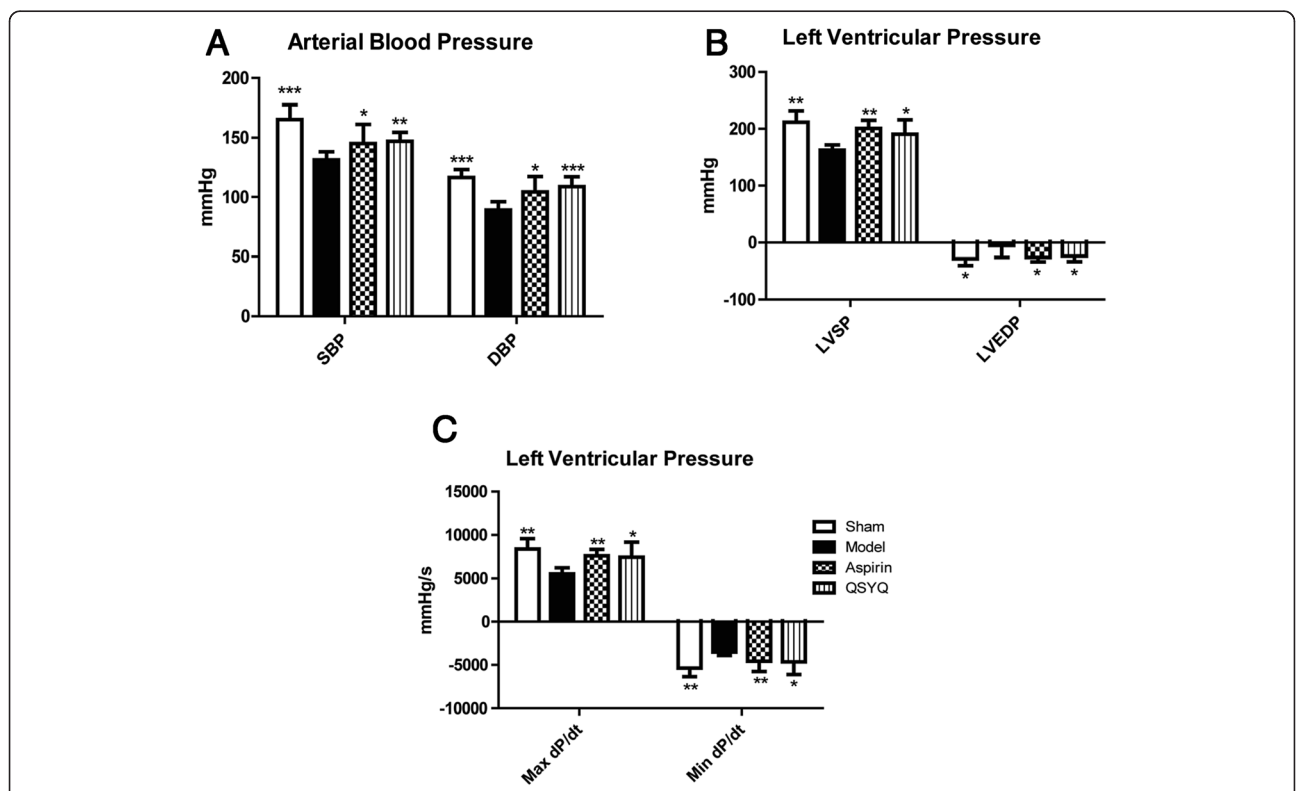 A
Arterial Blood Pressure
mmHg
200
150
100
50
0
***
*
**
***
*
***
SBP
DBP
B
Left Ventricular Pressure
mmHg
300
200
100
0
-100
**
**
*
*
*
*
LVSP
LVEDP
C
Left Ventricular Pressure
mmHg/s
15000
10000
5000
0
-5000
-10000
**
**
*
**
**
*
Max dP/dt
Min dP/dt
Sham
Model
Aspirin
QSYQ